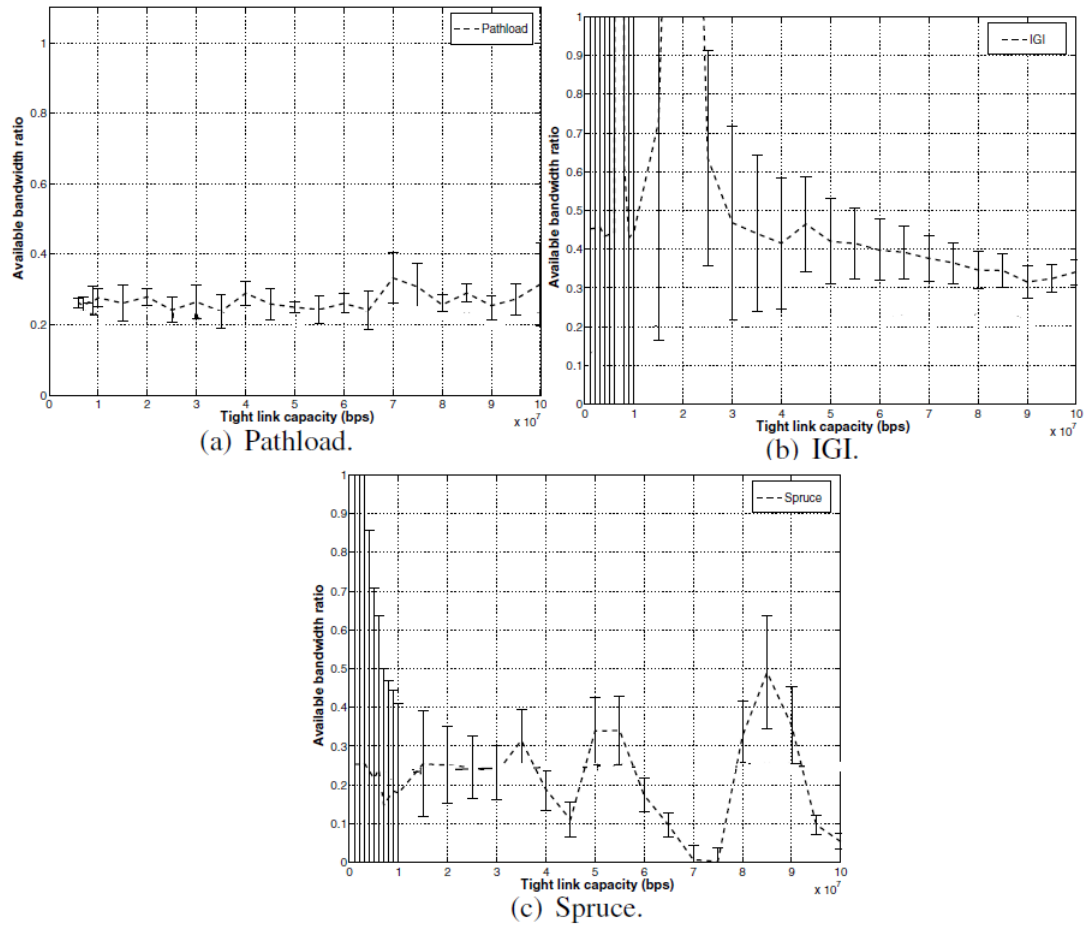 Pathload
1
0.8
0.6
0.4
0.2
0
Available bandwidth ratio
0 1 2 3 4 5 6 7 8 9 10
Tight link capacity (bps)
x 10^7
(a) Pathload.
IGI
1
0.9
0.8
0.7
0.6
0.5
0.4
0.3
0.2
0.1
0
Available bandwidth ratio
0 1 2 3 4 5 6 7 8 9 10
Tight link capacity (bps)
x 10^7
(b) IGI.
Spruce
1
0.9
0.8
0.7
0.6
0.5
0.4
0.3
0.2
0.1
0
Available bandwidth ratio
0 1 2 3 4 5 6 7 8 9 10
Tight link capacity (bps)
x 10^7
(c) Spruce.